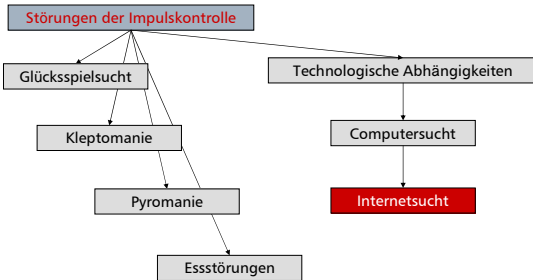 Störungen der Impulskontrolle
Glücksspielsucht
Technologische Abhängigkeiten
Kleptomanie
Computersucht
Pyromanie
Internetsucht
Essstörungen